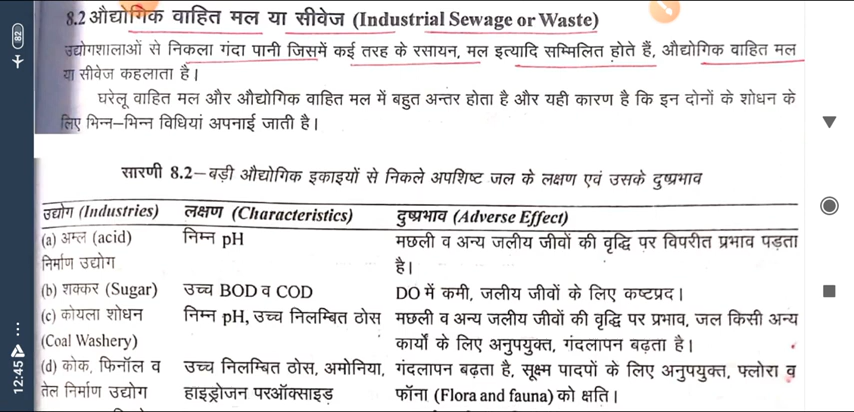 8.2 औद्योगिक वाहित मल या सीवेज (Industrial Sewage or Waste)
उद्योगशालाओं से निकला गंदा पानी जिसमें कई तरह के रसायन, मल इत्यादि सम्मिलित होते हैं, औद्योगिक वाहित मल
या सीवेज कहलाता है।
घरेलू वाहित मल और औद्योगिक वाहित मल में बहुत अन्तर होता है और यही कारण है कि इन दोनों के शोधन के
लिए भिन्न–भिन्न विधियां अपनाई जाती है।
सारणी 8.2–बड़ी औद्योगिक इकाइयों से निकले अपशिष्ट जल के लक्षण एवं उसके दुष्प्रभाव
उद्योग (Industries) लक्षण (Characteristics) दुष्प्रभाव (Adverse Effect)
(a) अम्ल (acid) निम्न pH मछली व अन्य जलीय जीवों की वृद्धि पर विपरीत प्रभाव पड़ता
निर्माण उद्योग है।
(b) शक्कर (Sugar) उच्च BOD व COD DO में कमी, जलीय जीवों के लिए कष्टप्रद।
(c) कोयला शोधन निम्न pH, उच्च निलम्बित ठोस मछली व अन्य जलीय जीवों की वृद्धि पर प्रभाव, जल किसी अन्य
(Coal Washery) कार्यों के लिए अनुपयुक्त, गंदलापन बढ़ता है।
(d) कोक, फिनॉल व उच्च निलम्बित ठोस, अमोनिया, गंदलापन बढ़ता है, सूक्ष्म पादपों के लिए अनुपयुक्त, फ्लोरा व
तेल निर्माण उद्योग हाइड्रोजन परऑक्साइड फॉना (Flora and fauna) को क्षति।
12:45
82